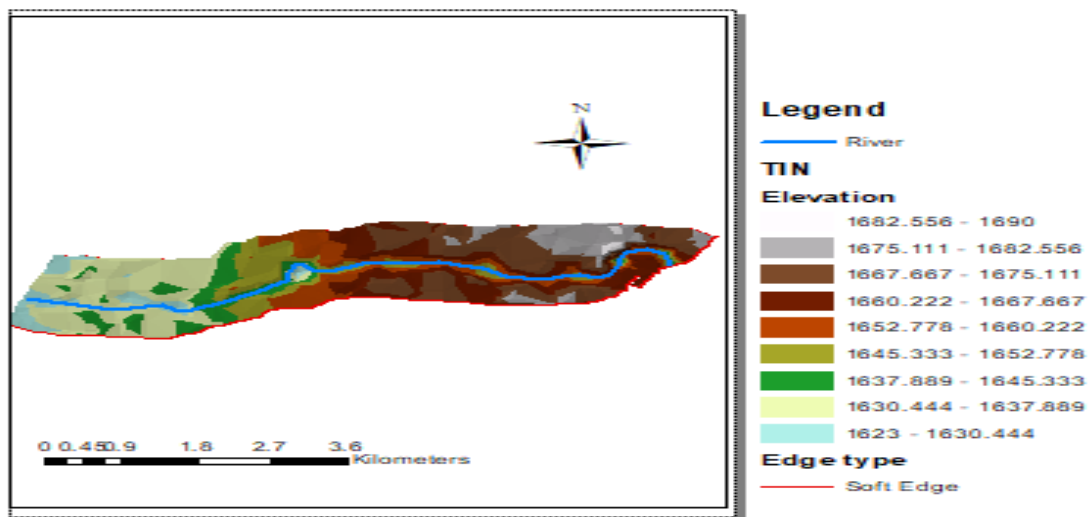 N
Legend
River
TIN
Elevation
1682.556 - 1690
1675.111 - 1682.556
1667.667 - 1675.111
1660.222 - 1667.667
1652.778 - 1660.222
1645.333 - 1652.778
1637.889 - 1645.333
1630.444 - 1637.889
1623 - 1630.444
Edge type
Soft Edge
0 0.45 0.9 1.8 2.7 3.6
Kilometers